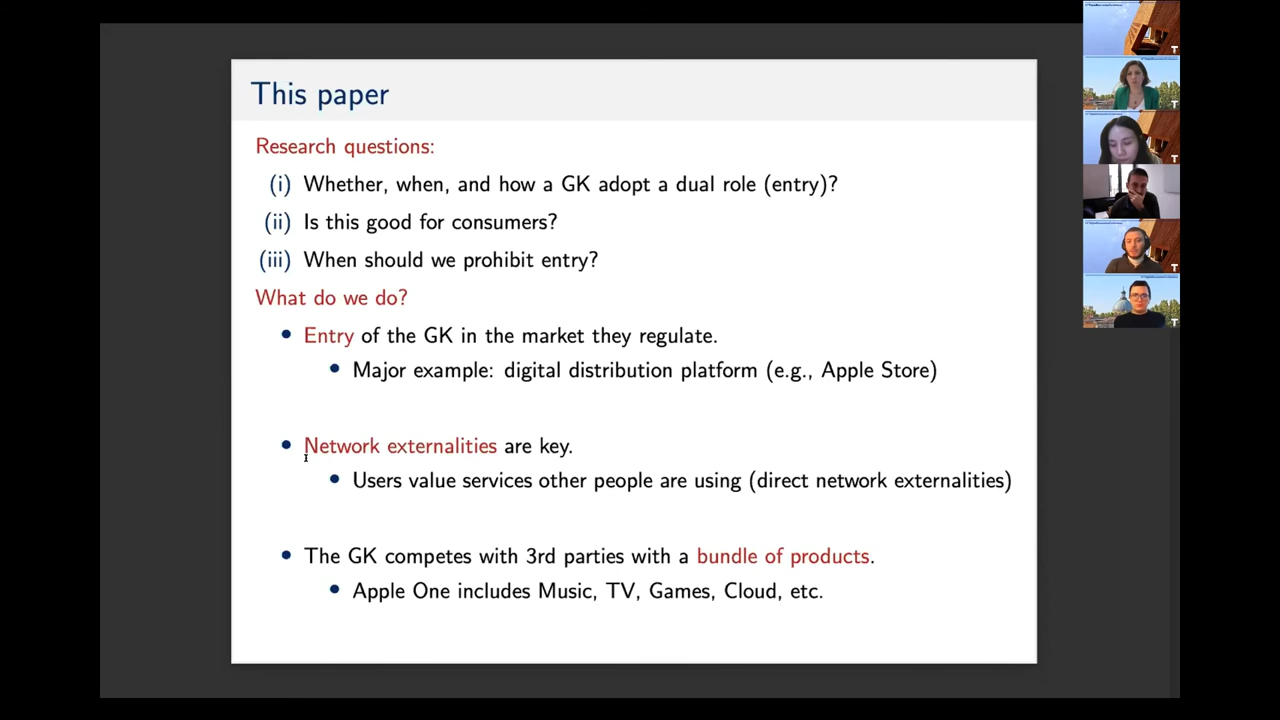 This paper
Research questions:
(i) Whether, when, and how a GK adopt a dual role (entry)?
(ii) Is this good for consumers?
(iii) When should we prohibit entry?
What do we do?
• Entry of the GK in the market they regulate.
• Major example: digital distribution platform (e.g., Apple Store)
• Network externalities are key.
• Users value services other people are using (direct network externalities)
• The GK competes with 3rd parties with a bundle of products.
• Apple One includes Music, TV, Games, Cloud, etc.